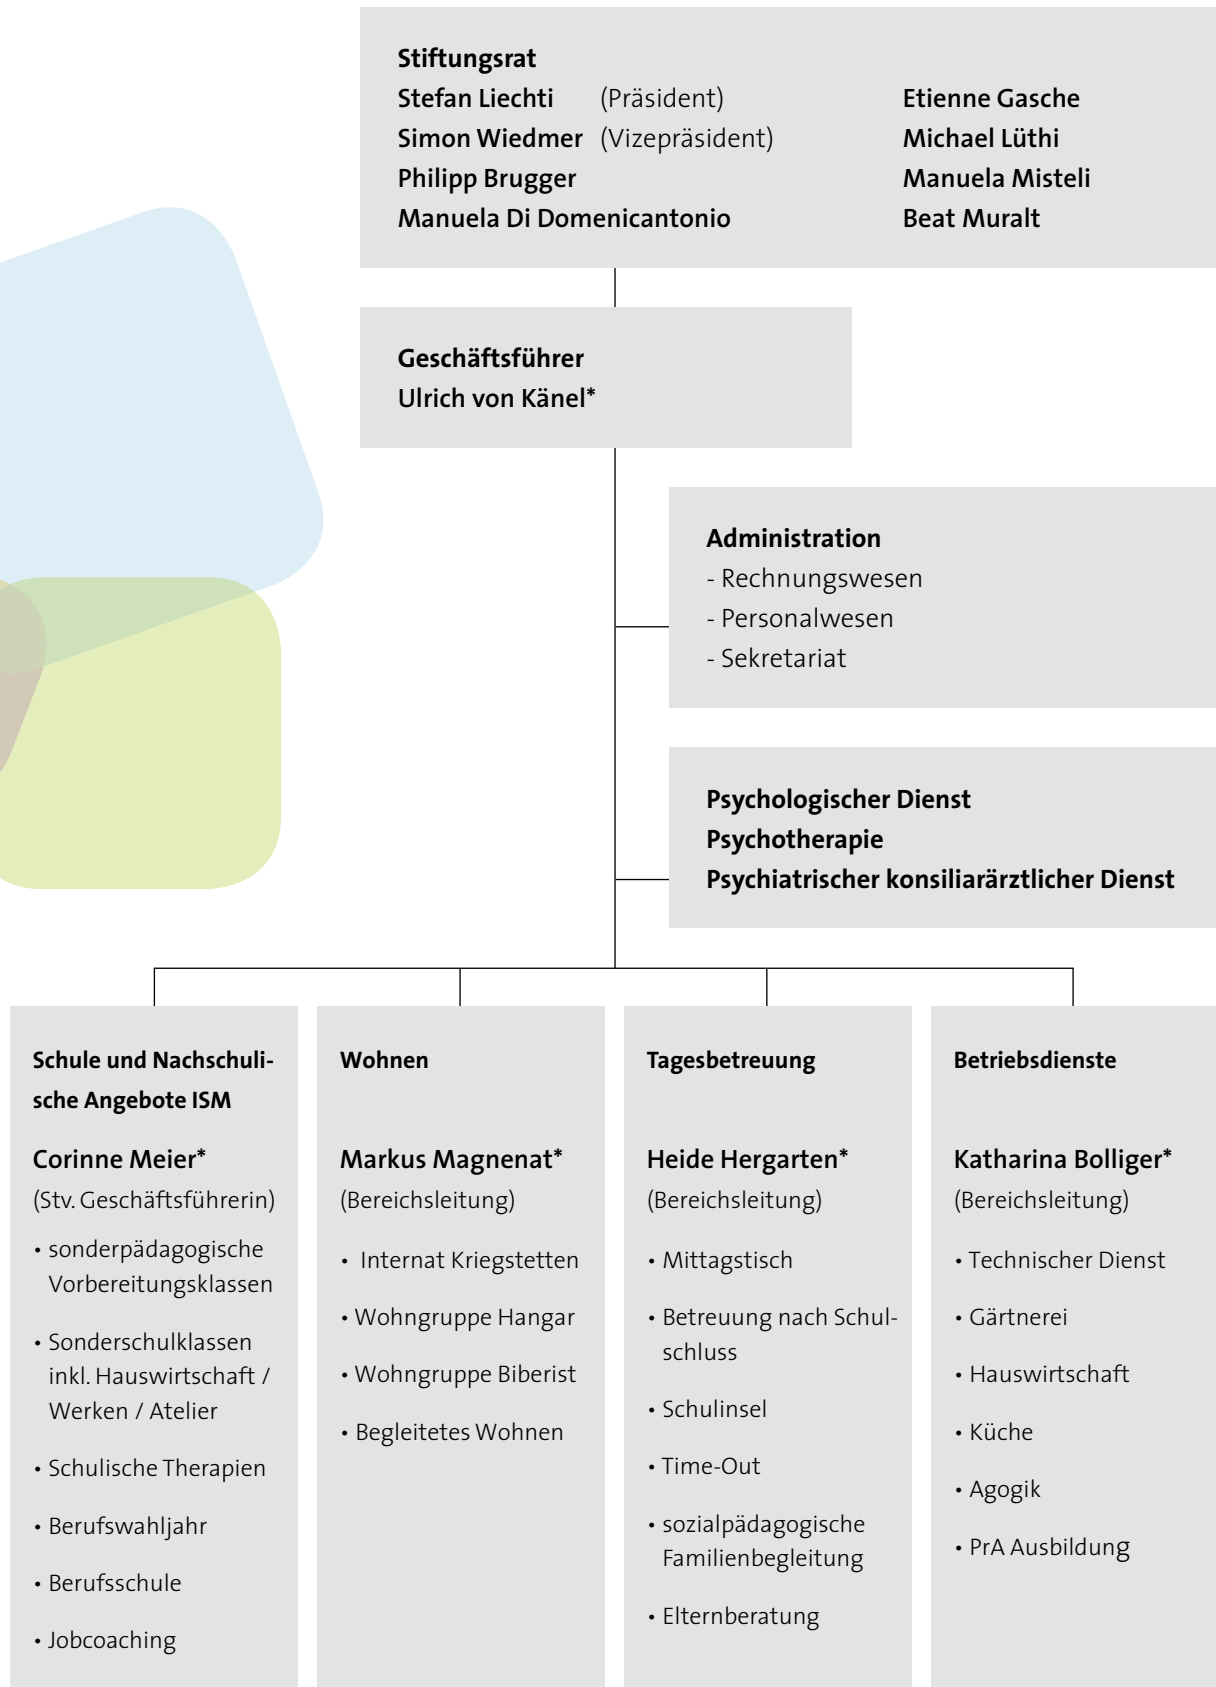 Stiftungsrat
Stefan Liechti (Präsident)
Simon Wiedmer (Vizepräsident)
Philipp Brugger
Manuela Di Domenicantonio
Etienne Gasche
Michael Lüthi
Manuela Misteli
Beat Muralt
Geschäftsführer
Ulrich von Känel*
Administration
- Rechnungswesen
- Personalwesen
- Sekretariat
Psychologischer Dienst
Psychotherapie
Psychiatrischer konsiliarärztlicher Dienst
Schule und Nachschuli-
sche Angebote ISM
Corinne Meier*
(Stv. Geschäftsführerin)
• sonderpädagogische
Vorbereitungsklassen
• Sonderschulklassen
inkl. Hauswirtschaft /
Werken / Atelier
• Schulische Therapien
• Berufswahljahr
• Berufsschule
• Jobcoaching
Wohnen
Markus Magnenat*
(Bereichsleitung)
• Internat Kriegstetten
• Wohngruppe Hangar
• Wohngruppe Biberist
• Begleitetes Wohnen
Tagesbetreuung
Heide Hergarten*
(Bereichsleitung)
• Mittagstisch
• Betreuung nach Schul-
schluss
• Schulinsel
• Time-Out
• sozialpädagogische
Familienbegleitung
• Elternberatung
Betriebsdienste
Katharina Bolliger*
(Bereichsleitung)
• Technischer Dienst
• Gärtnerei
• Hauswirtschaft
• Küche
• Agogik
• PrA Ausbildung